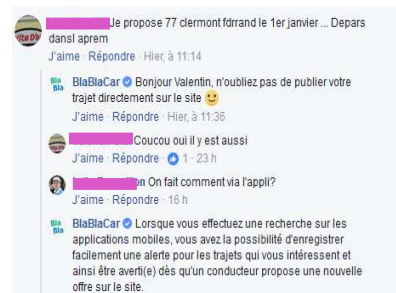 Je propose 77 clermont fdrrand le 1er janvier ... Depars
dansl aprem
J'aime · Répondre · Hier, à 11:14
Bla
Bla
BlaBlaCar Bonjour Valentin, n'oubliez pas de publier votre
trajet directement sur le site
J'aime · Répondre · Hier, à 11:36
Coucou oui il y est aussi
J'aime · Répondre · 1 · 23 h
On fait comment via l'appli?
J'aime · Répondre · 16 h
Bla
Bla
BlaBlaCar Lorsque vous effectuez une recherche sur les
applications mobiles, vous avez la possibilité d'enregistrer
facilement une alerte pour les trajets qui vous intéressent et
ainsi être averti(e) dès qu'un conducteur propose une nouvelle
offre sur le site.